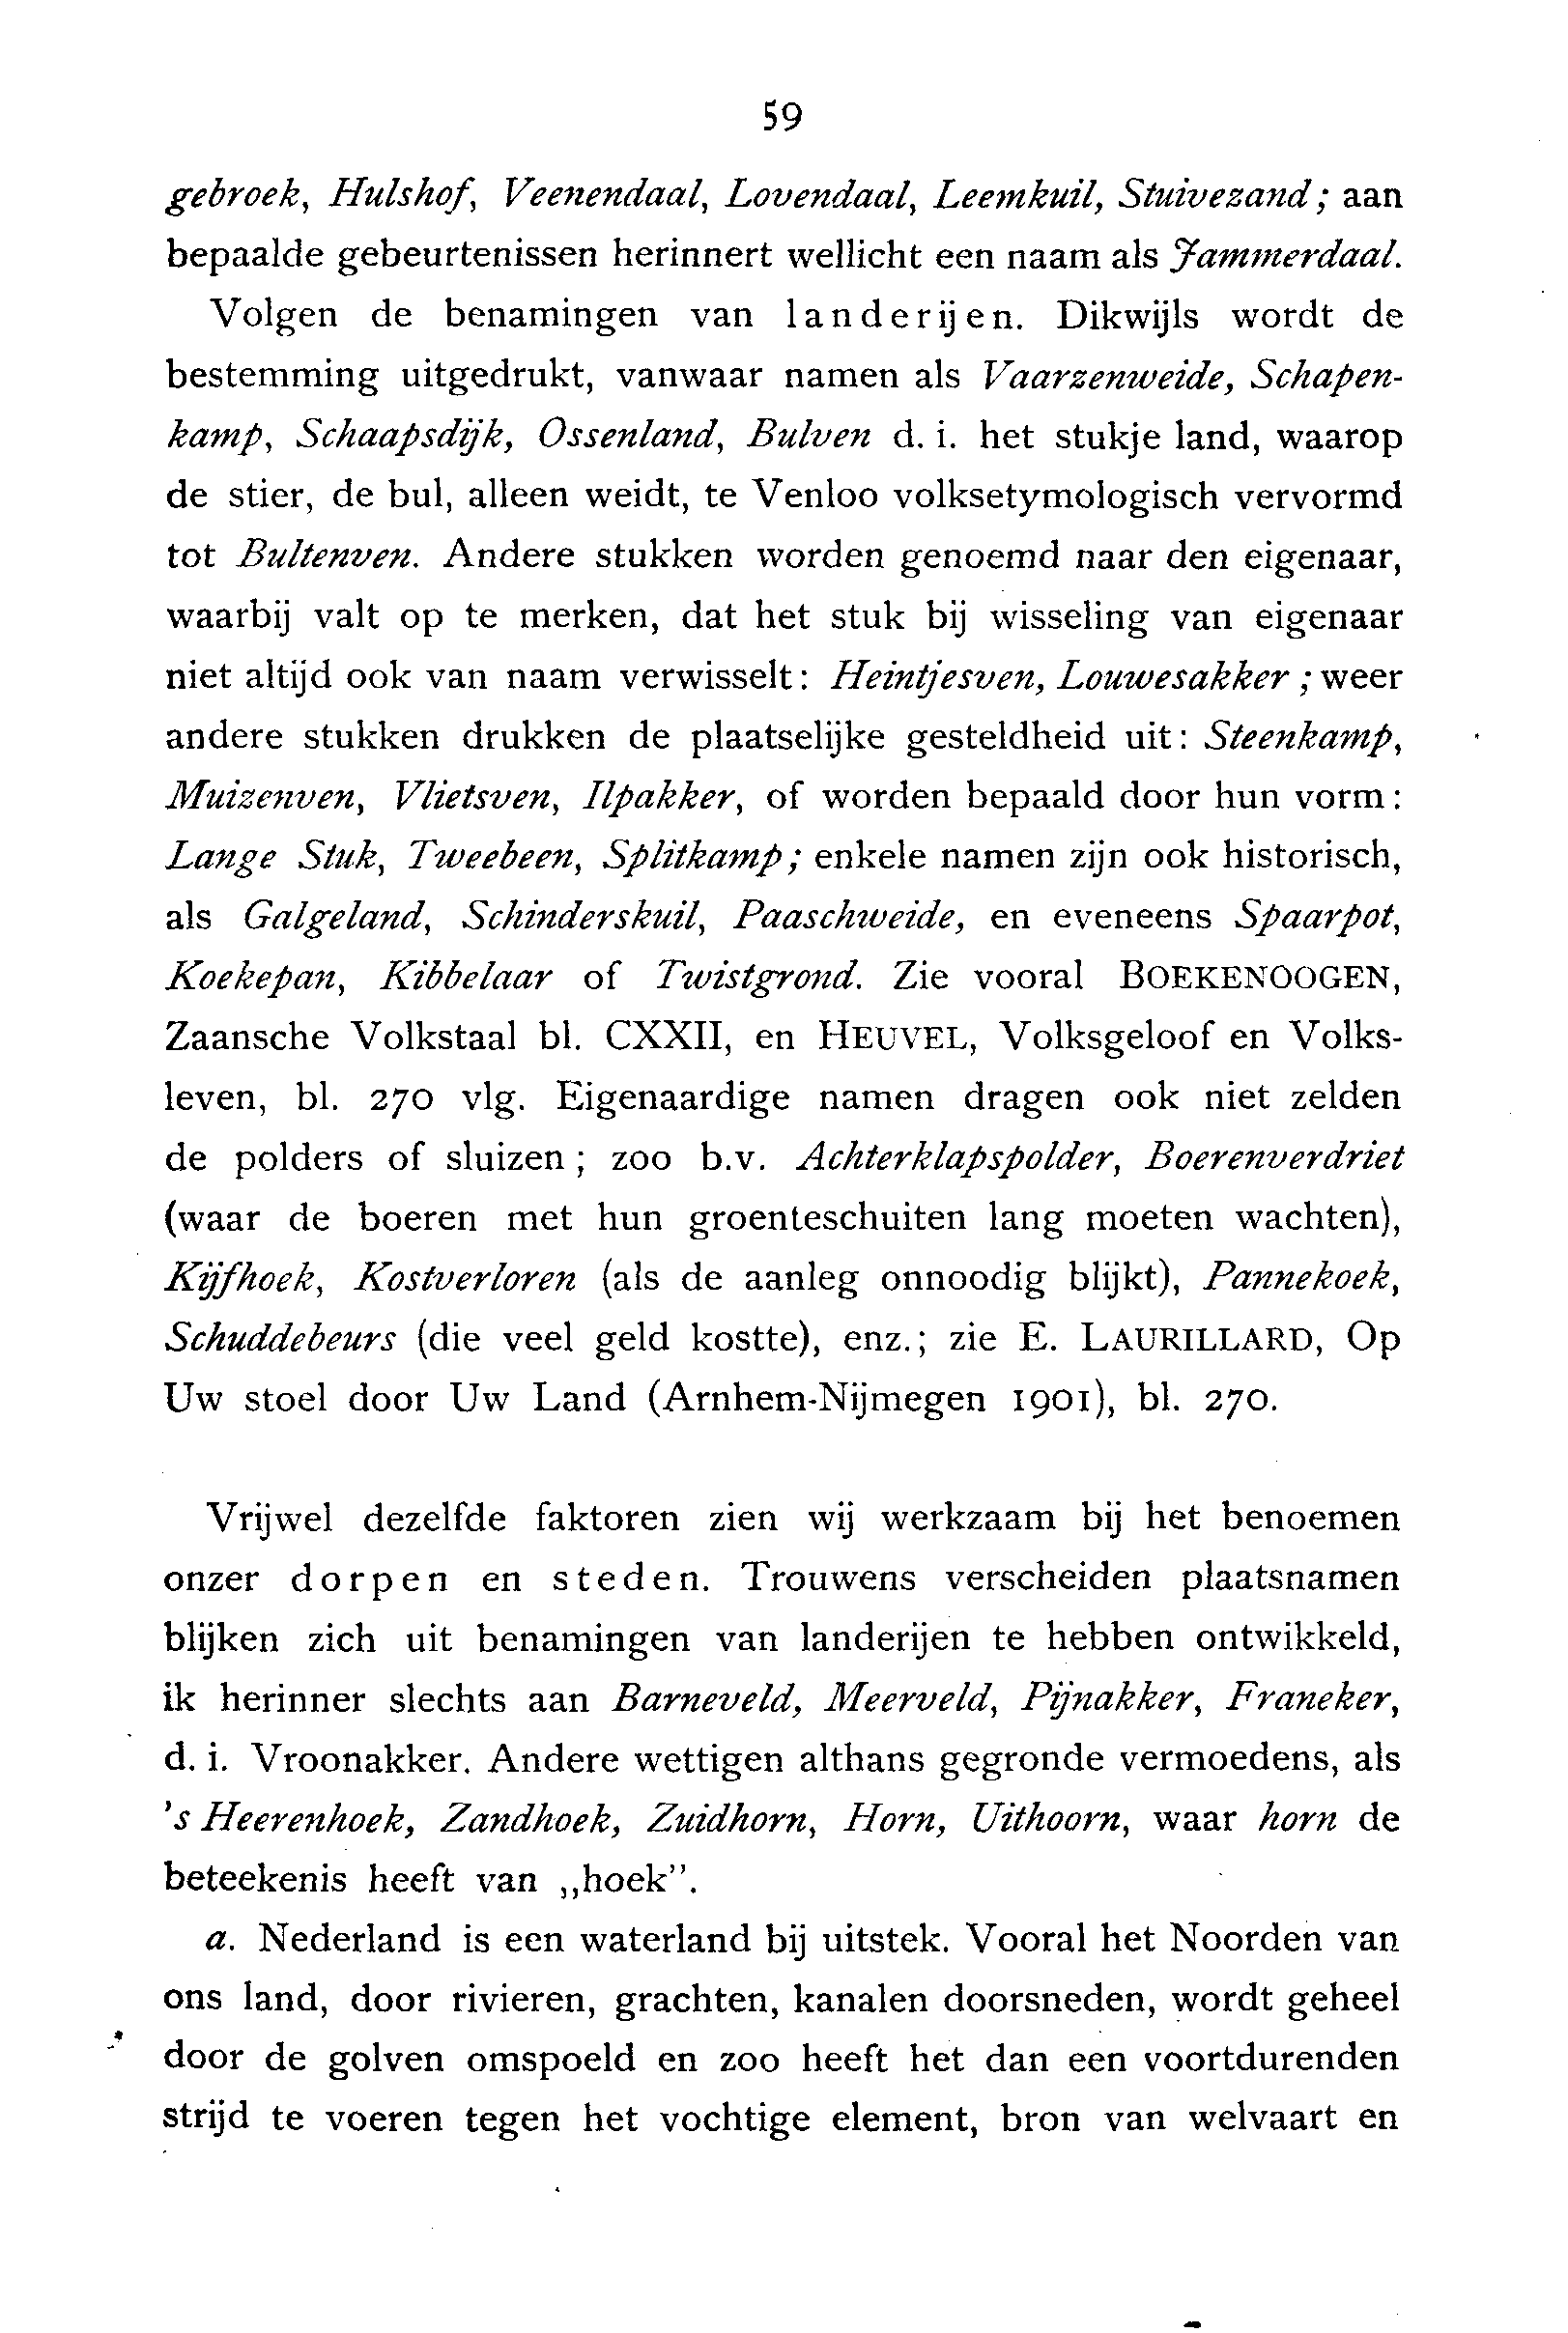 59
gebroek, Hulshof, Veenendaal, Lovendaal, Leemkuil, Stuivezand; aan
bepaalde gebeurtenissen herinnert wellicht een naam als Jammerdaal.
Volgen de benamingen van landerijen. Dikwijls wordt de
bestemming uitgedrukt, vanwaar namen als Vaarzenweide, Schapen-
kamp, Schaapsdijk, Ossenland, Bulven d. i. het stukje land, waarop
de stier, de bul, alleen weidt, te Venloo volksetymologisch vervormd
tot Bultenven. Andere stukken worden genoemd naar den eigenaar,
waarbij valt op te merken, dat het stuk bij wisseling van eigenaar
niet altijd ook van naam verwisselt: Heintjesven, Louwesakker; weer
andere stukken drukken de plaatselijke gesteldheid uit: Steenkamp,
Muizenven, Vlietsven, Ilpakker, of worden bepaald door hun vorm:
Lange Stuk, Tweebeen, Splitkamp; enkele namen zijn ook historisch,
als Galgeland, Schinderskuil, Paaschweide, en eveneens Spaarpot,
Koekepan, Kibbelaar of Twistgrond. Zie vooral BOEKENOOGEN,
Zaansche Volkstaal bl. CXXII, en HEUVEL, Volksgeloof en Volks-
leven, bl. 270 vlg. Eigenaardige namen dragen ook niet zelden
de polders of sluizen; zoo b.v. Achterklapspolder, Boerenverdriet
(waar de boeren met hun groenteschuiten lang moeten wachten),
Kijfhoek, Kostverloren (als de aanleg onnoodig blijkt), Pannekoek,
Schuddebeurs (die veel geld kostte), enz.; zie E. LAURILLARD, Op
Uw stoel door Uw Land (Arnhem-Nijmegen 1901), bl. 270.
Vrijwel dezelfde faktoren zien wij werkzaam bij het benoemen
onzer dorpen en steden. Trouwens verscheiden plaatsnamen
blijken zich uit benamingen van landerijen te hebben ontwikkeld,
ik herinner slechts aan Barneveld, Meerveld, Pijnakker, Franeker,
d. i. Vroonakker. Andere wettigen althans gegronde vermoedens, als
's Heerenhoek, Zandhoek, Zuidhorn, Horn, Uithoorn, waar horn de
beteekenis heeft van „hoek”.
a. Nederland is een waterland bij uitstek. Vooral het Noorden van
ons land, door rivieren, grachten, kanalen doorsneden, wordt geheel
door de golven omspoeld en zoo heeft het dan een voortdurenden
strijd te voeren tegen het vochtige element, bron van welvaart en